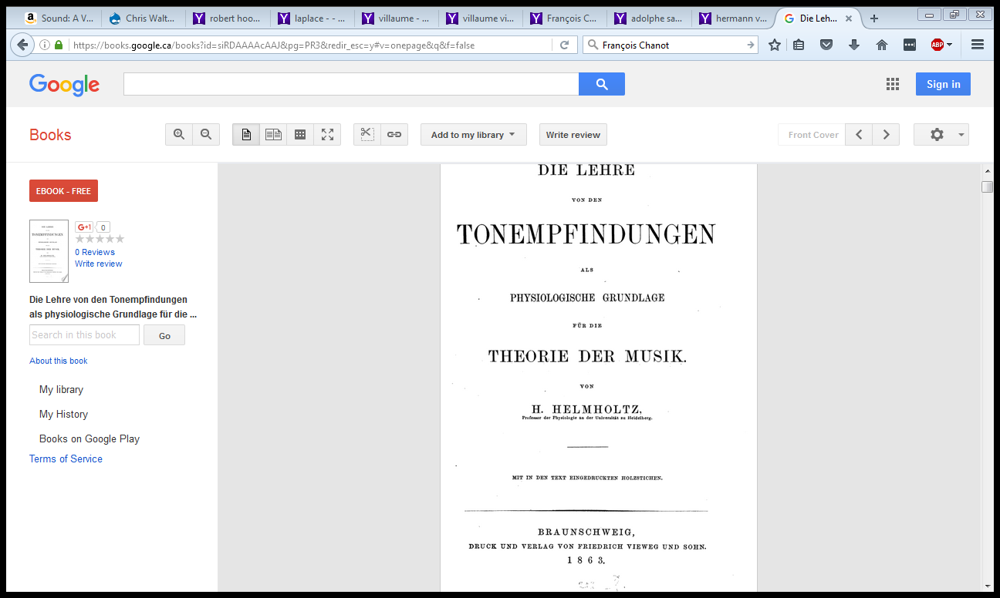 Sound: A V...
Chris Walt...
robert hoo...
laplace - - ...
villaume - ...
villaume vi...
François C...
adolphe sa...
hermann v...
Die Leh...
https://books.google.ca/books?id=siRDAAAAcAAJ&pg=PR3&redir_esc=y#v=onepage&q&f=false
François Chanot
ABP
Google
Sign in
Books
Add to my library
Write review
Front Cover
EBOOK - FREE
G+1 0
0 Reviews
Write review
Die Lehre von den Tonempfindungen
als physiologische Grundlage für die ...
Search in this book
Go
About this book
My library
My History
Books on Google Play
Terms of Service
DIE LEHRE
VON DEN
TONEMPFINDUNGEN
ALS
PHYSIOLOGISCHE GRUNDLAGE
FÜR DIE
THEORIE DER MUSIK.
VON
H. HELMHOLTZ,
Professor der Physiologie an der Universität zu Heidelberg.
MIT IN DEN TEXT EINGEDRUCKTEN HOLZSTICHEN.
BRAUNSCHWEIG,
DRUCK UND VERLAG VON FRIEDRICH VIEWEG UND SOHN.
1863.